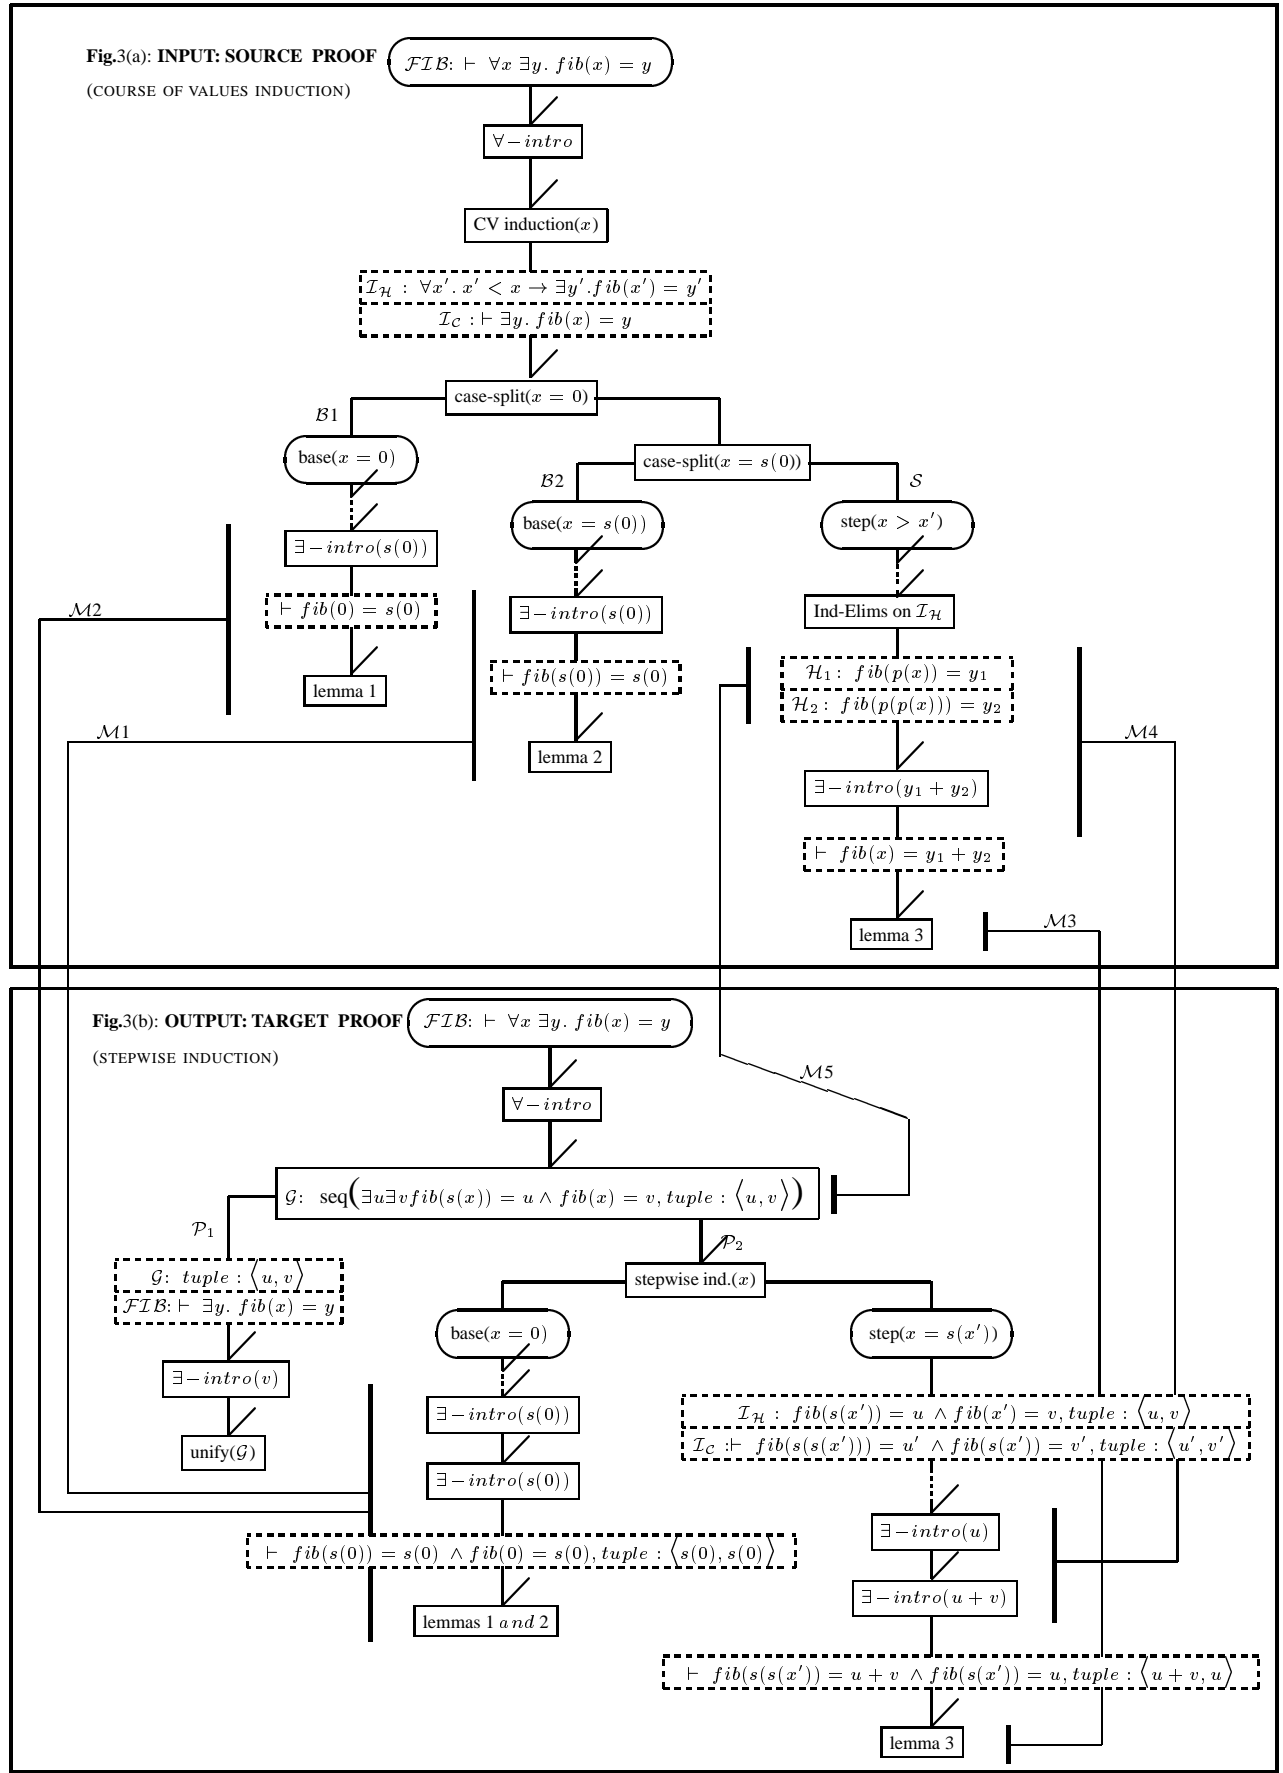 Fig.3(a): INPUT: SOURCE PROOF
(COURSE OF VALUES INDUCTION)
𝓕𝓘𝓑: ⊢ ∀x ∃y. fib(x) = y
∀−intro
CV induction(x)
𝓘_𝓗 : ∀x′. x′ < x → ∃y′.fib(x′) = y′
𝓘_𝓒 : ⊢ ∃y. fib(x) = y
case-split(x = 0)
𝓑1
base(x = 0)
case-split(x = s(0))
𝓑2
𝓢
base(x = s(0))
step(x > x′)
∃−intro(s(0))
⊢ fib(0) = s(0)
lemma 1
∃−intro(s(0))
⊢ fib(s(0)) = s(0)
lemma 2
Ind-Elims on 𝓘_𝓗
𝓗₁ : fib(p(x)) = y₁
𝓗₂ : fib(p(p(x))) = y₂
∃−intro(y₁ + y₂)
⊢ fib(x) = y₁ + y₂
lemma 3
𝓜2
𝓜1
𝓜4
𝓜3
Fig.3(b): OUTPUT: TARGET PROOF
(STEPWISE INDUCTION)
𝓕𝓘𝓑: ⊢ ∀x ∃y. fib(x) = y
𝓜5
∀−intro
𝓖: seq(∃u∃vfib(s(x)) = u ∧ fib(x) = v, tuple : ⟨u, v⟩)
𝓟₁
𝓟₂
𝓖: tuple : ⟨u, v⟩
𝓕𝓘𝓑: ⊢ ∃y. fib(x) = y
∃−intro(v)
unify(𝓖)
stepwise ind.(x)
base(x = 0)
step(x = s(x′))
∃−intro(s(0))
∃−intro(s(0))
⊢ fib(s(0)) = s(0) ∧ fib(0) = s(0), tuple : ⟨s(0), s(0)⟩
lemmas 1 and 2
𝓘_𝓗 : fib(s(x′)) = u ∧ fib(x′) = v, tuple : ⟨u, v⟩
𝓘_𝓒 :⊢ fib(s(s(x′))) = u′ ∧ fib(s(x′)) = v′, tuple : ⟨u′, v′⟩
∃−intro(u)
∃−intro(u + v)
⊢ fib(s(s(x′)) = u + v ∧ fib(s(x′)) = u, tuple : ⟨u + v, u⟩
lemma 3